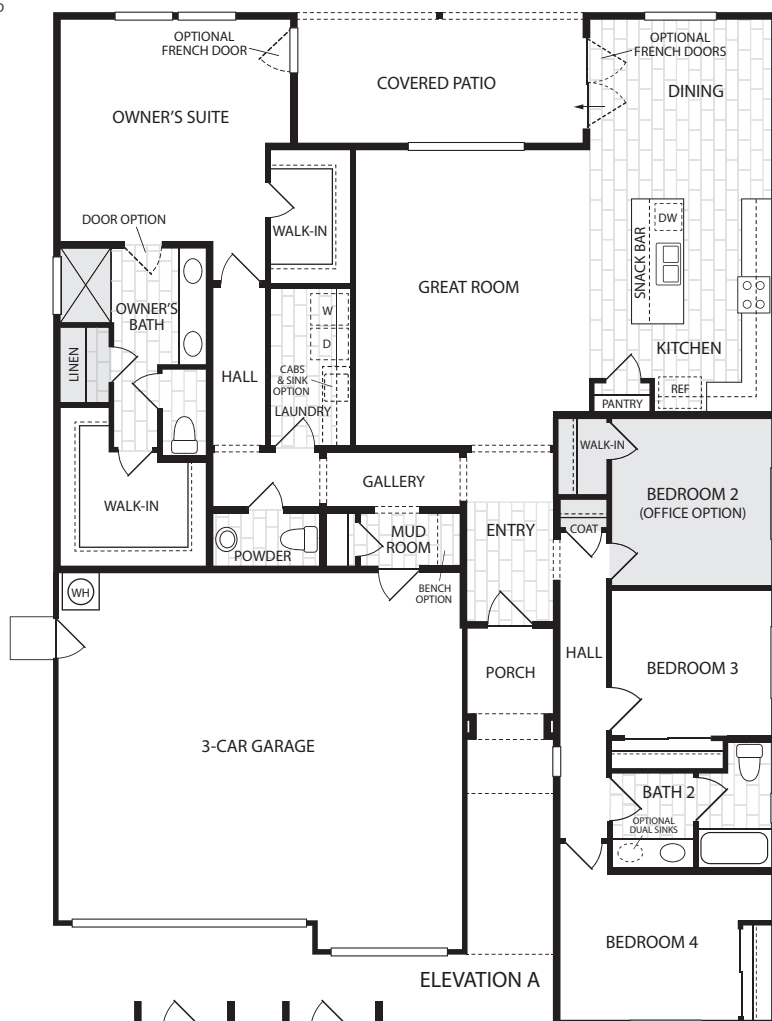 OPTIONAL
FRENCH DOOR
OPTIONAL
FRENCH DOORS
COVERED PATIO
DINING
OWNER'S SUITE
DOOR OPTION
WALK-IN
DW
SNACK BAR
GREAT ROOM
OWNER'S
BATH
W
D
LINEN
HALL
CABS
& SINK
OPTION
LAUNDRY
KITCHEN
REF
PANTRY
WALK-IN
GALLERY
BEDROOM 2
(OFFICE OPTION)
WALK-IN
COAT
ENTRY
MUD
ROOM
POWDER
BENCH
OPTION
WH
HALL
PORCH
BEDROOM 3
3-CAR GARAGE
BATH 2
OPTIONAL
DUAL SINKS
BEDROOM 4
ELEVATION A